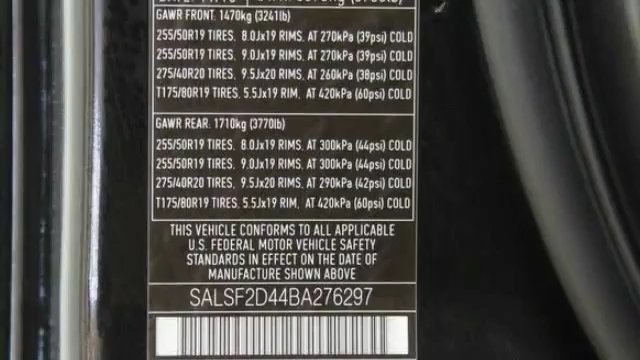 GAWR FRONT. 1470kg (3241lb)
255/50R19 TIRES. 8.0Jx19 RIMS. AT 270kPa (39psi) COLD
255/50R19 TIRES. 9.0Jx19 RIMS. AT 270kPa (39psi) COLD
275/40R20 TIRES. 9.5Jx20 RIMS. AT 260kPa (38psi) COLD
T175/80R19 TIRES. 5.5Jx19 RIM. AT 420kPa (60psi) COLD
GAWR REAR. 1710kg (3770lb)
255/50R19 TIRES. 8.0Jx19 RIMS. AT 300kPa (44psi) COLD
255/50R19 TIRES. 9.0Jx19 RIMS. AT 300kPa (44psi) COLD
275/40R20 TIRES. 9.5Jx20 RIMS. AT 290kPa (42psi) COLD
T175/80R19 TIRES. 5.5Jx19 RIM. AT 420kPa (60psi) COLD
THIS VEHICLE CONFORMS TO ALL APPLICABLE
U.S. FEDERAL MOTOR VEHICLE SAFETY
STANDARDS IN EFFECT ON THE DATE OF
MANUFACTURE SHOWN ABOVE
SALSF2D44BA276297